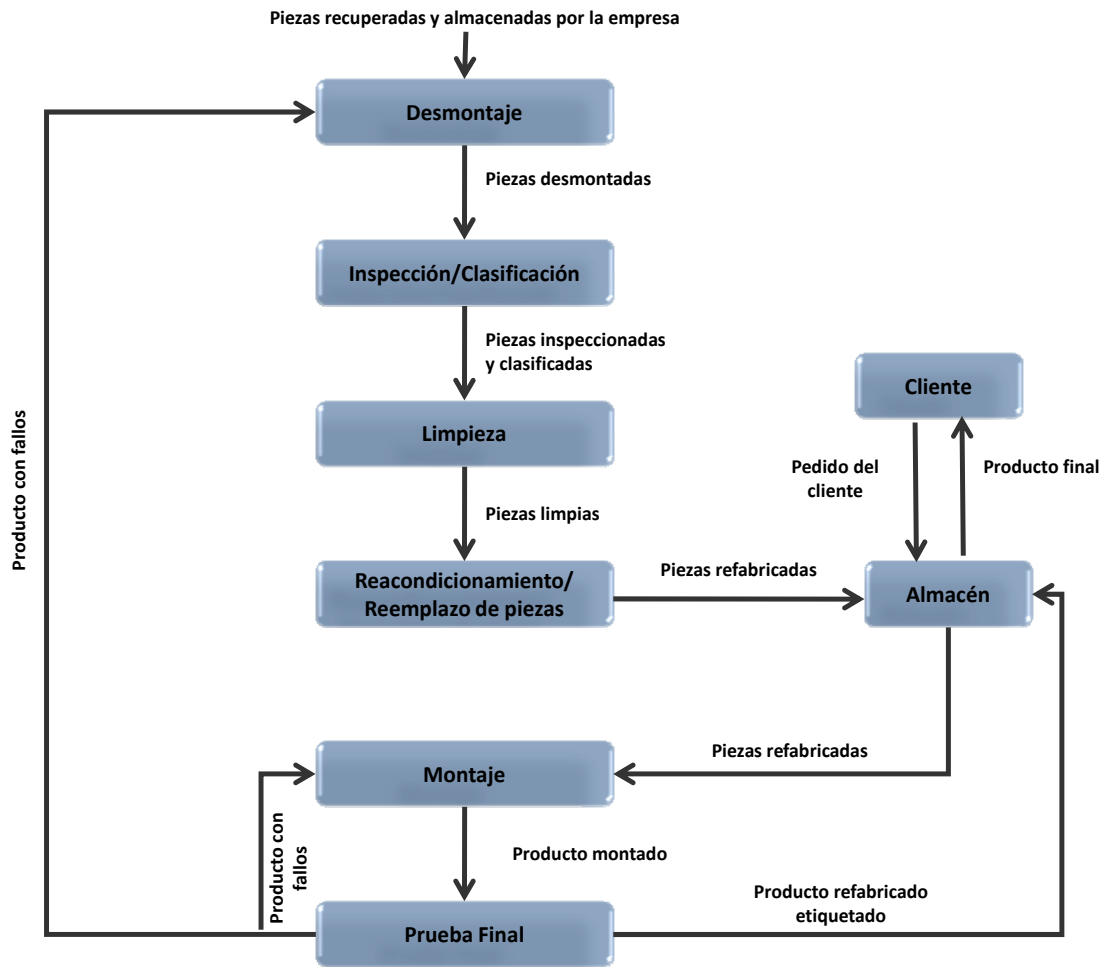 Piezas recuperadas y almacenadas por la empresa
Desmontaje
Piezas desmontadas
Inspección/Clasificación
Piezas inspeccionadas
y clasificadas
Cliente
Limpieza
Producto con fallos
Pedido del
cliente
Producto final
Piezas limpias
Reacondicionamiento/
Reemplazo de piezas
Piezas refabricadas
Almacén
Piezas refabricadas
Montaje
Producto con
fallos
Producto montado
Producto refabricado
etiquetado
Prueba Final